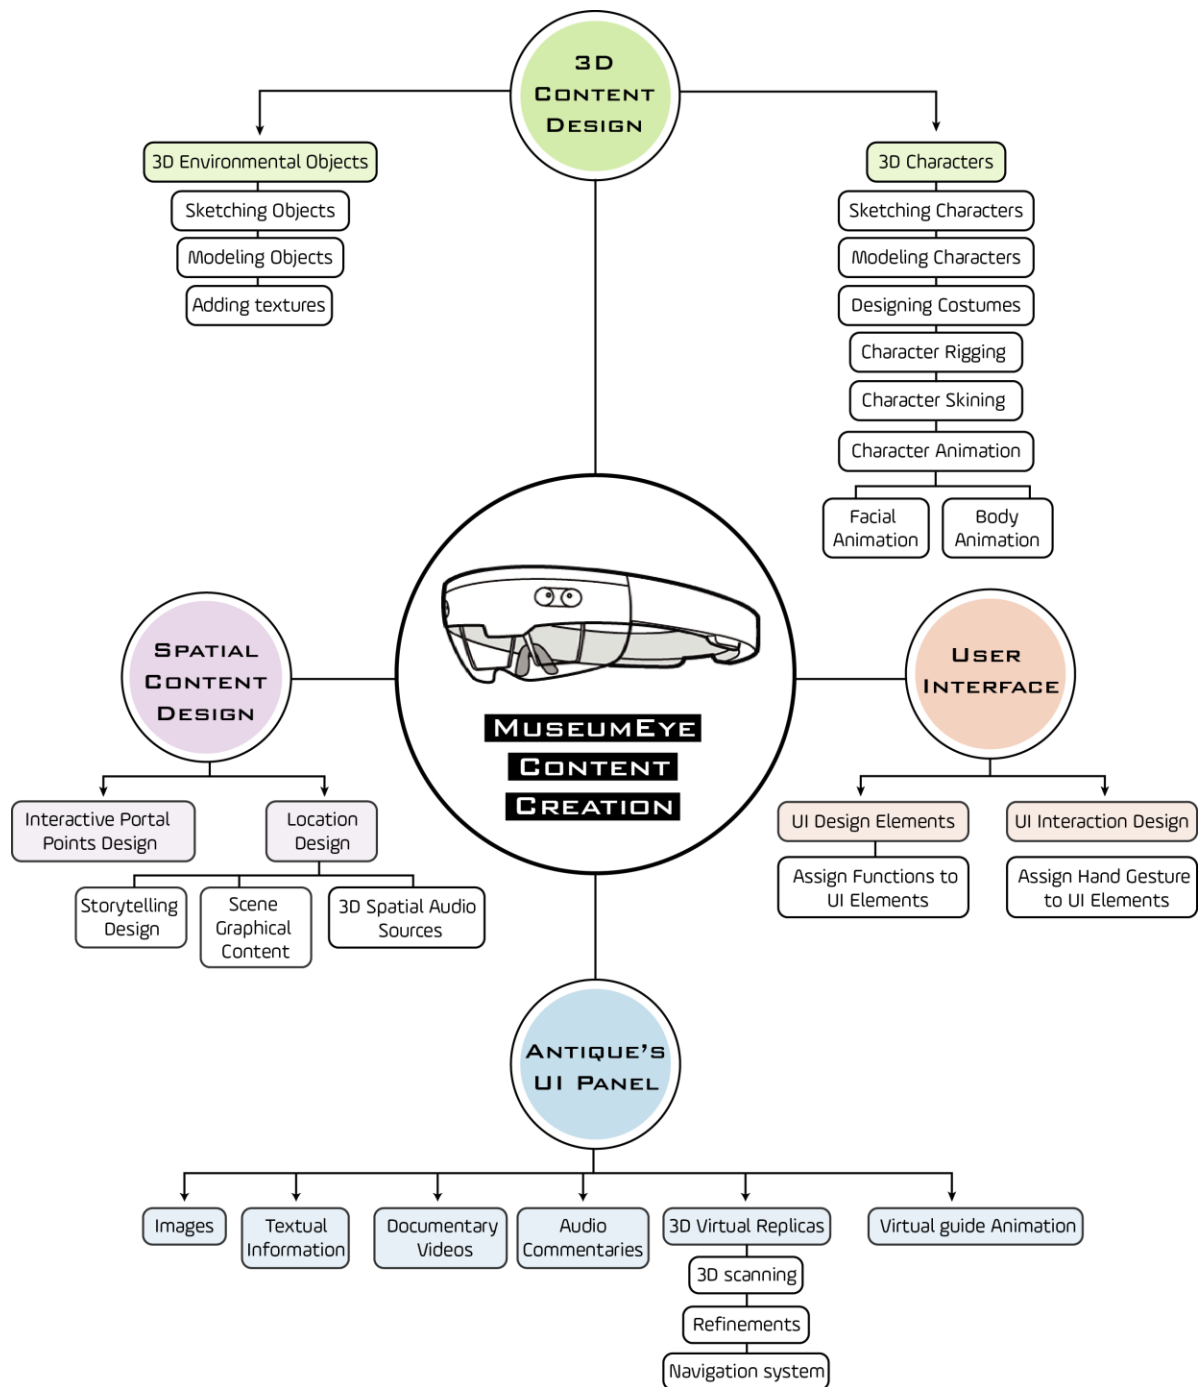 3D
CONTENT
DESIGN
3D Environmental Objects
Sketching Objects
Modeling Objects
Adding textures
3D Characters
Sketching Characters
Modeling Characters
Designing Costumes
Character Rigging
Character Skining
Character Animation
Facial
Animation
Body
Animation
MUSEUMEYE
CONTENT
CREATION
SPATIAL
CONTENT
DESIGN
Interactive Portal
Points Design
Location
Design
Storytelling
Design
Scene
Graphical
Content
3D Spatial Audio
Sources
USER
INTERFACE
UI Design Elements
Assign Functions to
UI Elements
UI Interaction Design
Assign Hand Gesture
to UI Elements
ANTIQUE'S
UI PANEL
Images
Textual
Information
Documentary
Videos
Audio
Commentaries
3D Virtual Replicas
3D scanning
Refinements
Navigation system
Virtual guide Animation